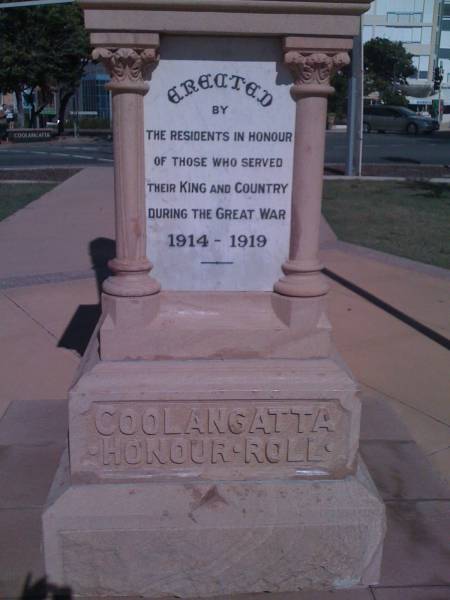 ERECTED
BY
THE RESIDENTS IN HONOUR
OF THOSE WHO SERVED
THEIR KING AND COUNTRY
DURING THE GREAT WAR
1914 - 1919
COOLANGATTA
·HONOUR·ROLL·
COOLANGATTA